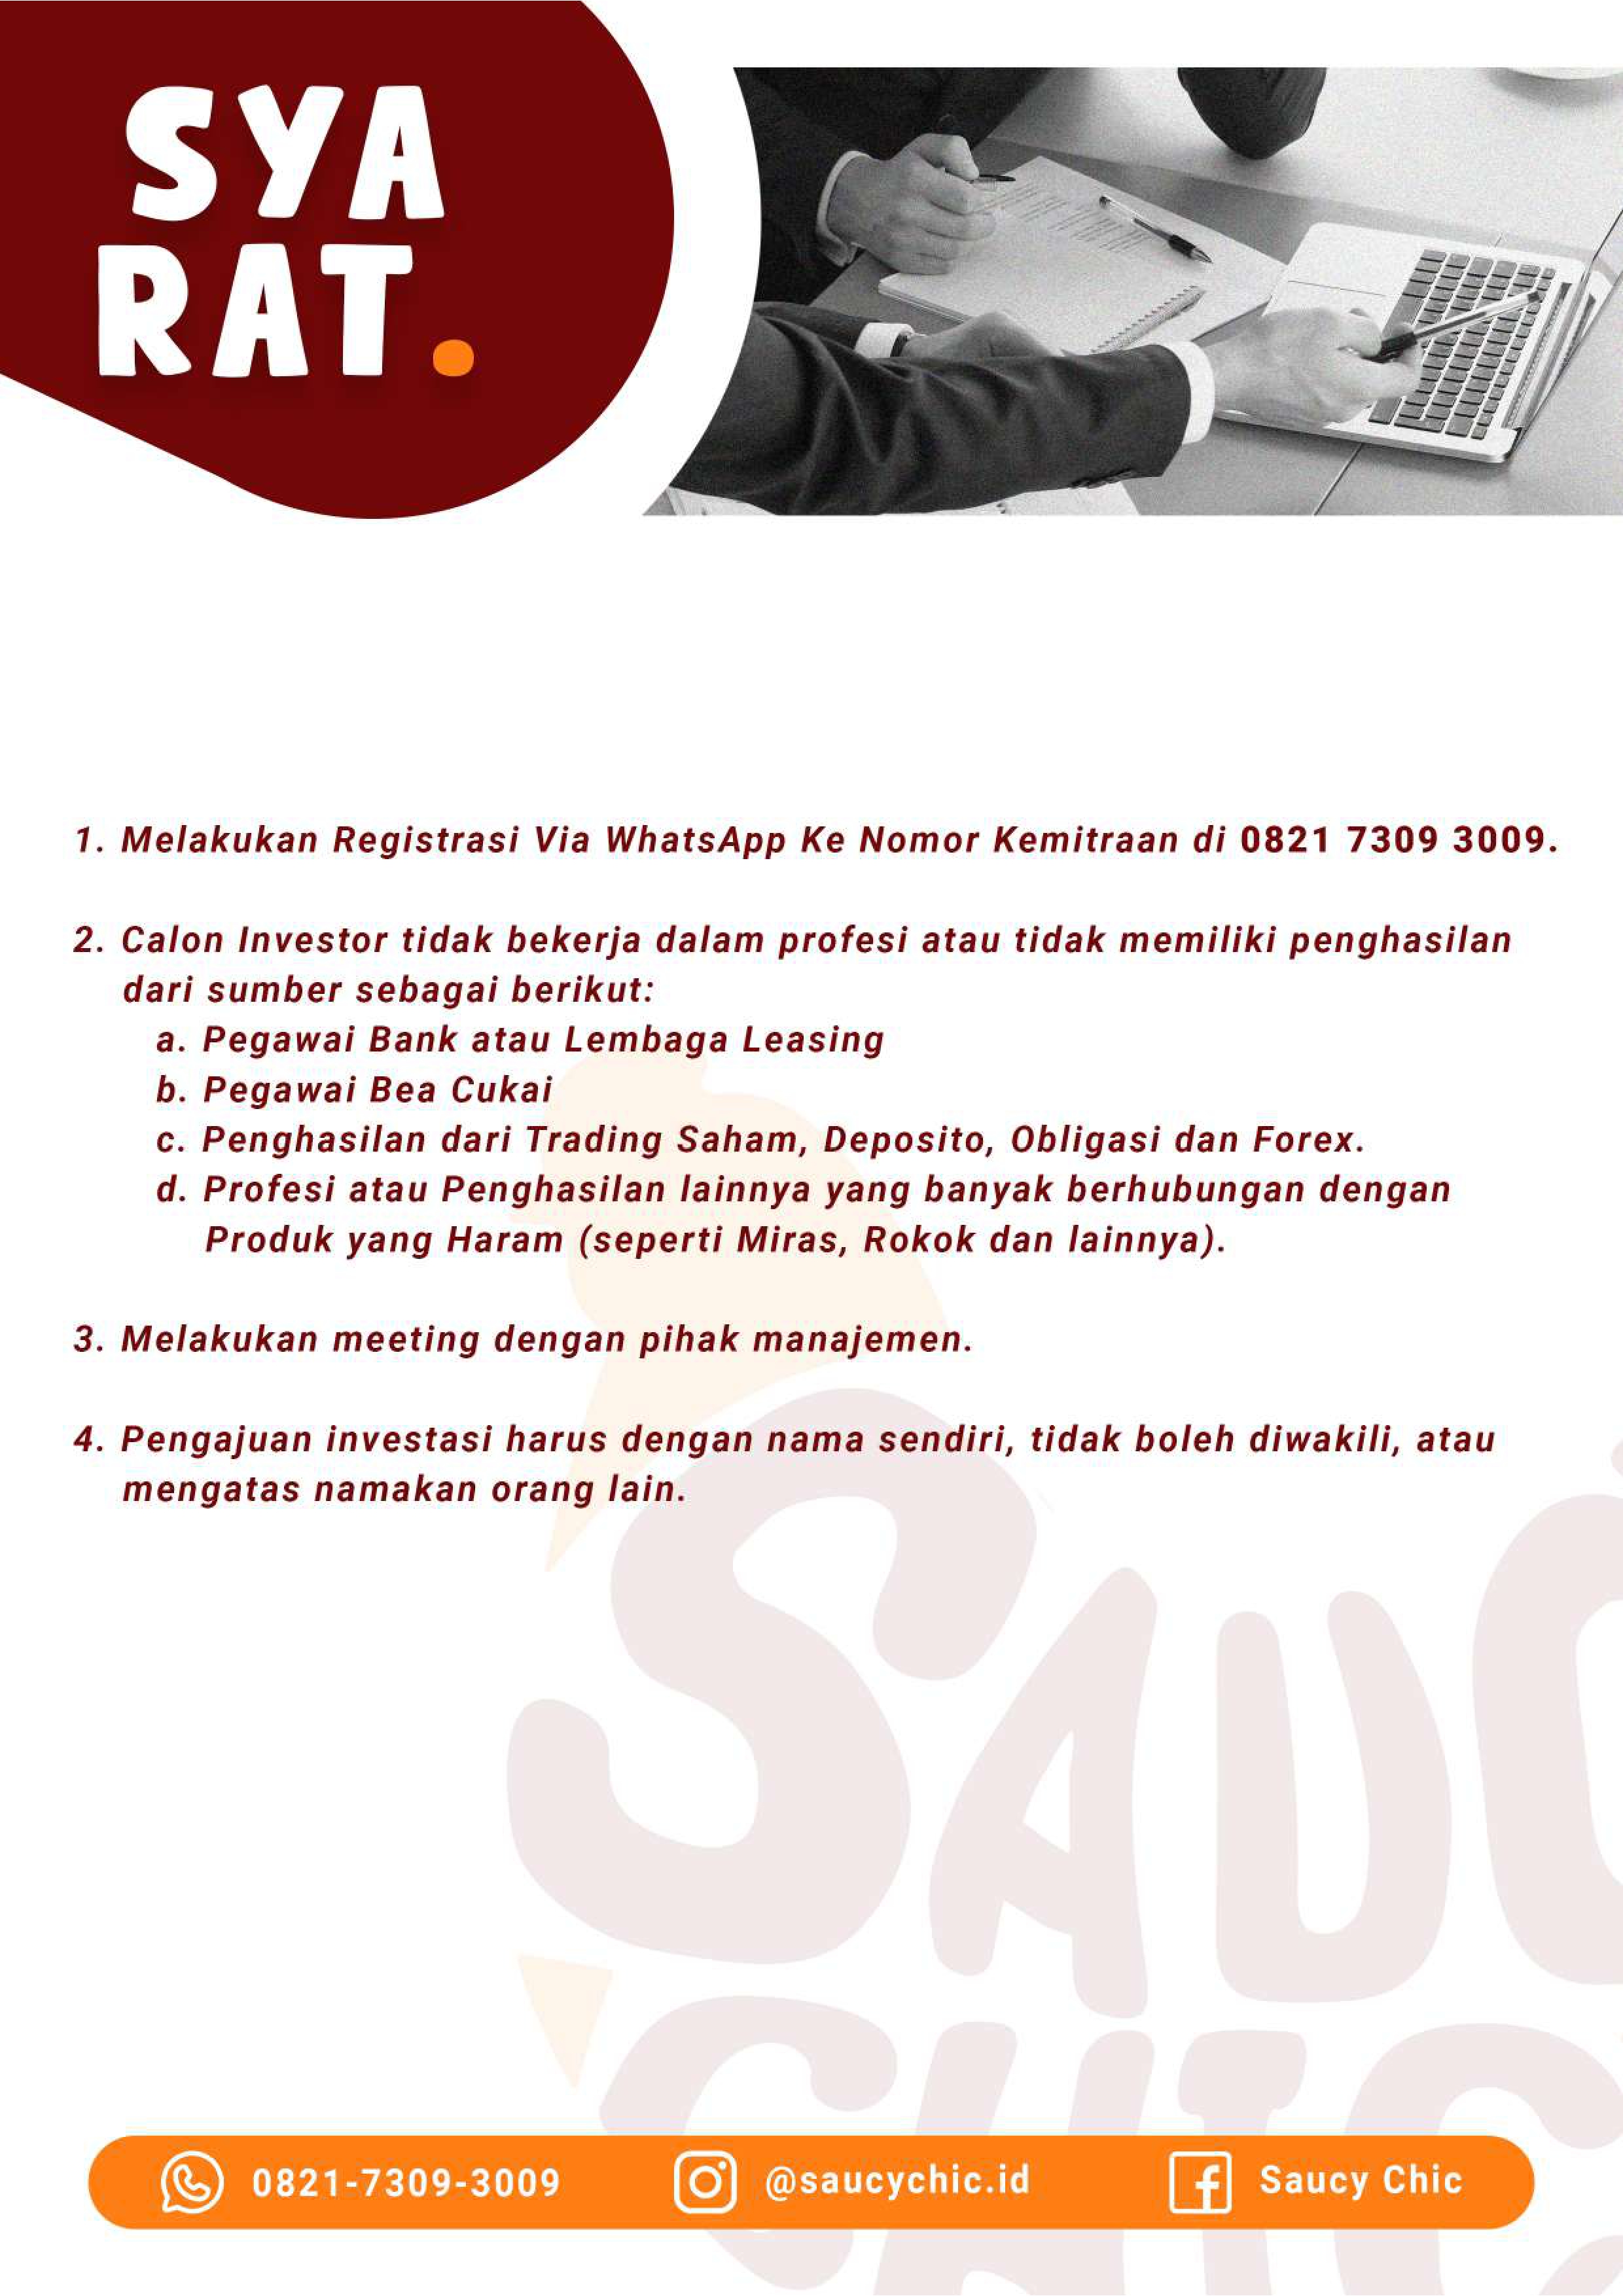 SYA
RAT.
1. Melakukan Registrasi Via WhatsApp Ke Nomor Kemitraan di 0821 7309 3009.
2. Calon Investor tidak bekerja dalam profesi atau tidak memiliki penghasilan
dari sumber sebagai berikut:
a. Pegawai Bank atau Lembaga Leasing
b. Pegawai Bea Cukai
c. Penghasilan dari Trading Saham, Deposito, Obligasi dan Forex.
d. Profesi atau Penghasilan lainnya yang banyak berhubungan dengan
Produk yang Haram (seperti Miras, Rokok dan lainnya).
3. Melakukan meeting dengan pihak manajemen.
4. Pengajuan investasi harus dengan nama sendiri, tidak boleh diwakili, atau
mengatas namakan orang lain.
SAUC
CHIC
0821-7309-3009 @saucychic.id Saucy Chic